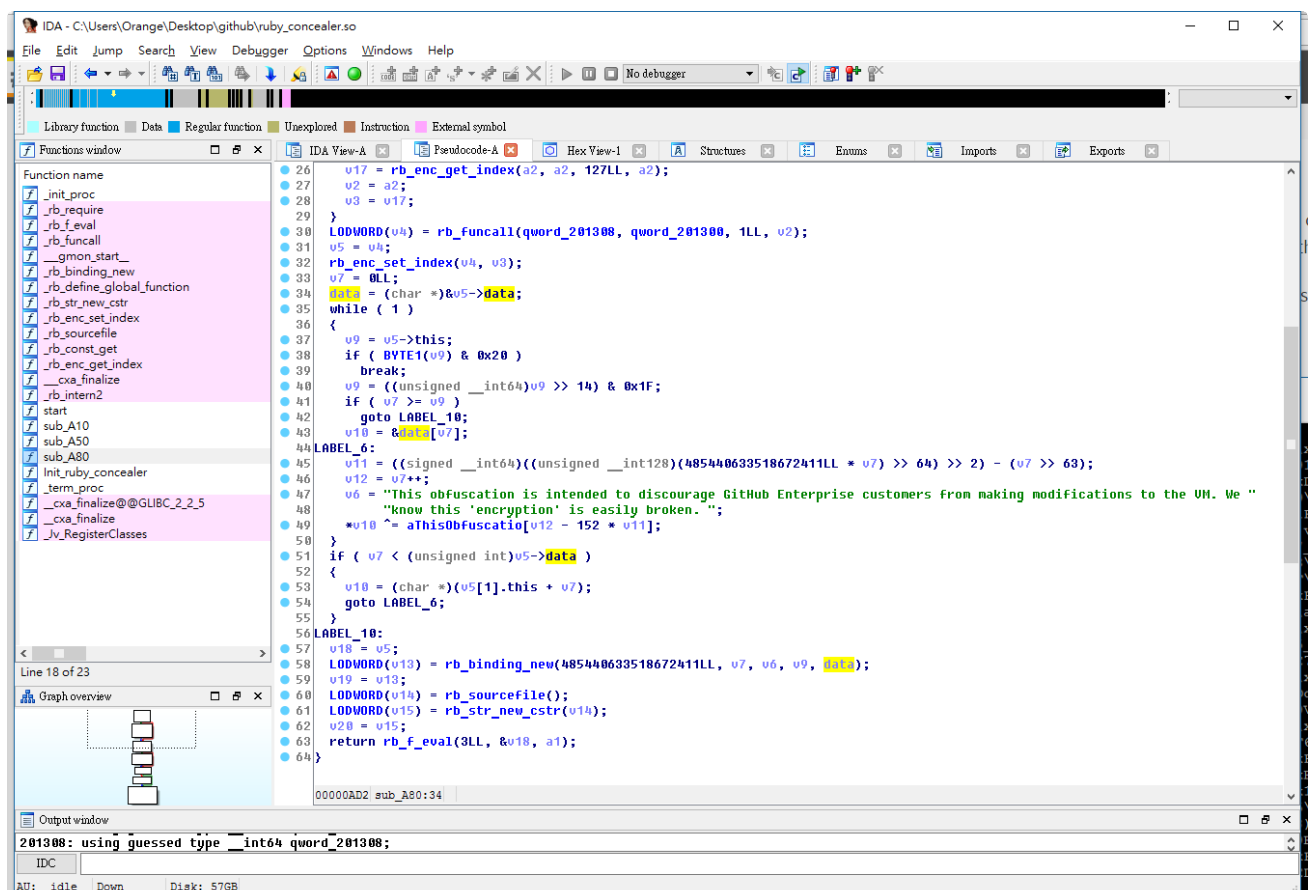 IDA - C:\Users\Orange\Desktop\github\ruby_concealer.so
File Edit Jump Search View Debugger Options Windows Help
No debugger
Library function Data Regular function Unexplored Instruction External symbol
Functions window
IDA View-A Pseudocode-A Hex View-1 Structures Enums Imports Exports
Function name
_init_proc
_rb_require
_rb_f_eval
_rb_funcall
__gmon_start__
_rb_binding_new
_rb_define_global_function
_rb_str_new_cstr
_rb_enc_set_index
_rb_sourcefile
_rb_const_get
_rb_enc_get_index
__cxa_finalize
_rb_intern2
start
sub_A10
sub_A50
sub_A80
Init_ruby_concealer
_term_proc
__cxa_finalize@@GLIBC_2_2_5
__cxa_finalize
_Jv_RegisterClasses
Line 18 of 23
Graph overview
26 v17 = rb_enc_get_index(a2, a2, 127LL, a2);
27 v2 = a2;
28 v3 = v17;
29 }
30 LODWORD(v4) = rb_funcall(qword_201308, qword_201300, 1LL, v2);
31 v5 = v4;
32 rb_enc_set_index(v4, v3);
33 v7 = 0LL;
34 data = (char *)&v5->data;
35 while ( 1 )
36 {
37 v9 = v5->this;
38 if ( BYTE1(v9) & 0x20 )
39 break;
40 v9 = ((unsigned __int64)v9 >> 14) & 0x1F;
41 if ( v7 >= v9 )
42 goto LABEL_10;
43 v10 = &data[v7];
44 LABEL_6:
45 v11 = ((signed __int64)((unsigned __int128)(485440633518672411LL * v7) >> 64) >> 2) - (v7 >> 63);
46 v12 = v7++;
47 v6 = "This obfuscation is intended to discourage GitHub Enterprise customers from making modifications to the VM. We "
48 "know this 'encryption' is easily broken. ";
49 *v10 ^= aThisObfuscatio[v12 - 152 * v11];
50 }
51 if ( v7 < (unsigned int)v5->data )
52 {
53 v10 = (char *)(v5[1].this + v7);
54 goto LABEL_6;
55 }
56 LABEL_10:
57 v18 = v5;
58 LODWORD(v13) = rb_binding_new(485440633518672411LL, v7, v6, v9, data);
59 v19 = v13;
60 LODWORD(v14) = rb_sourcefile();
61 LODWORD(v15) = rb_str_new_cstr(v14);
62 v20 = v15;
63 return rb_f_eval(3LL, &v18, a1);
64 }
00000AD2 sub_A80:34
Output window
201308: using guessed type __int64 qword_201308;
IDC
AU: idle Down Disk: 57GB